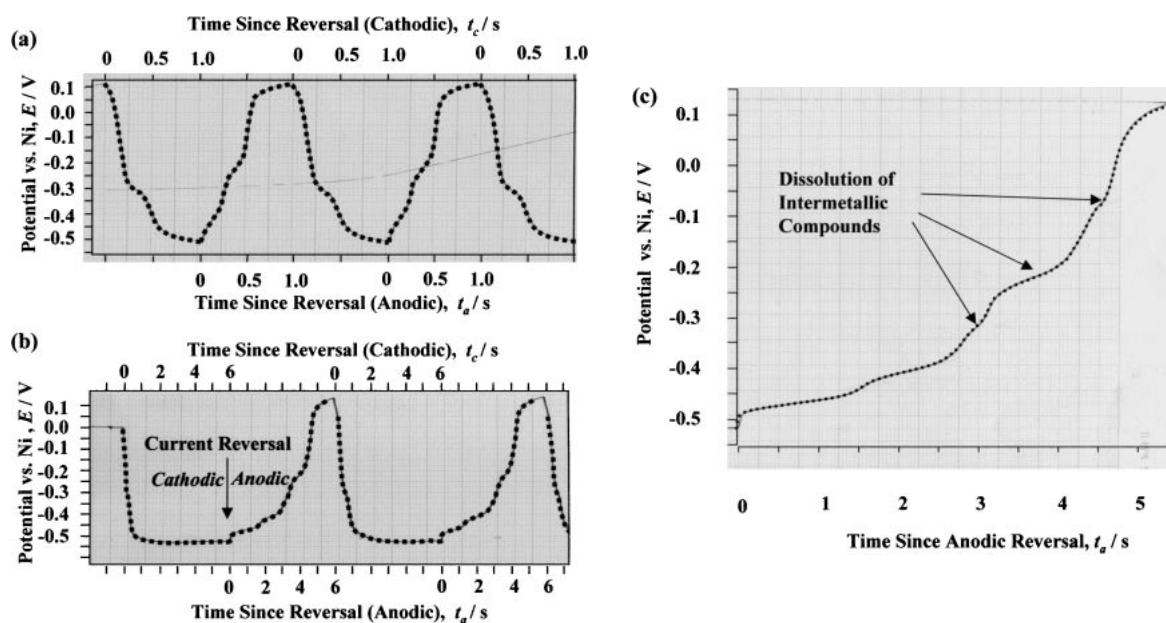 (a)
Time Since Reversal (Cathodic), t_c / s
0 0.5 1.0 0 0.5 1.0 0 0.5 1.0
Potential vs. Ni, E / V
0.1
0.0
-0.1
-0.2
-0.3
-0.4
-0.5
0 0.5 1.0 0 0.5 1.0
Time Since Reversal (Anodic), t_a / s
(b)
Time Since Reversal (Cathodic), t_c / s
0 2 4 6 0 2 4 6
Potential vs. Ni , E / V
0.1
0.0
-0.1
-0.2
-0.3
-0.4
-0.5
Current Reversal
Cathodic Anodic
0 2 4 6 0 2 4 6
Time Since Reversal (Anodic), t_a / s
(c)
Potential vs. Ni, E / V
0.1
0.0
-0.1
-0.2
-0.3
-0.4
-0.5
Dissolution of
Intermetallic
Compounds
0 1 2 3 4 5
Time Since Anodic Reversal, t_a / s